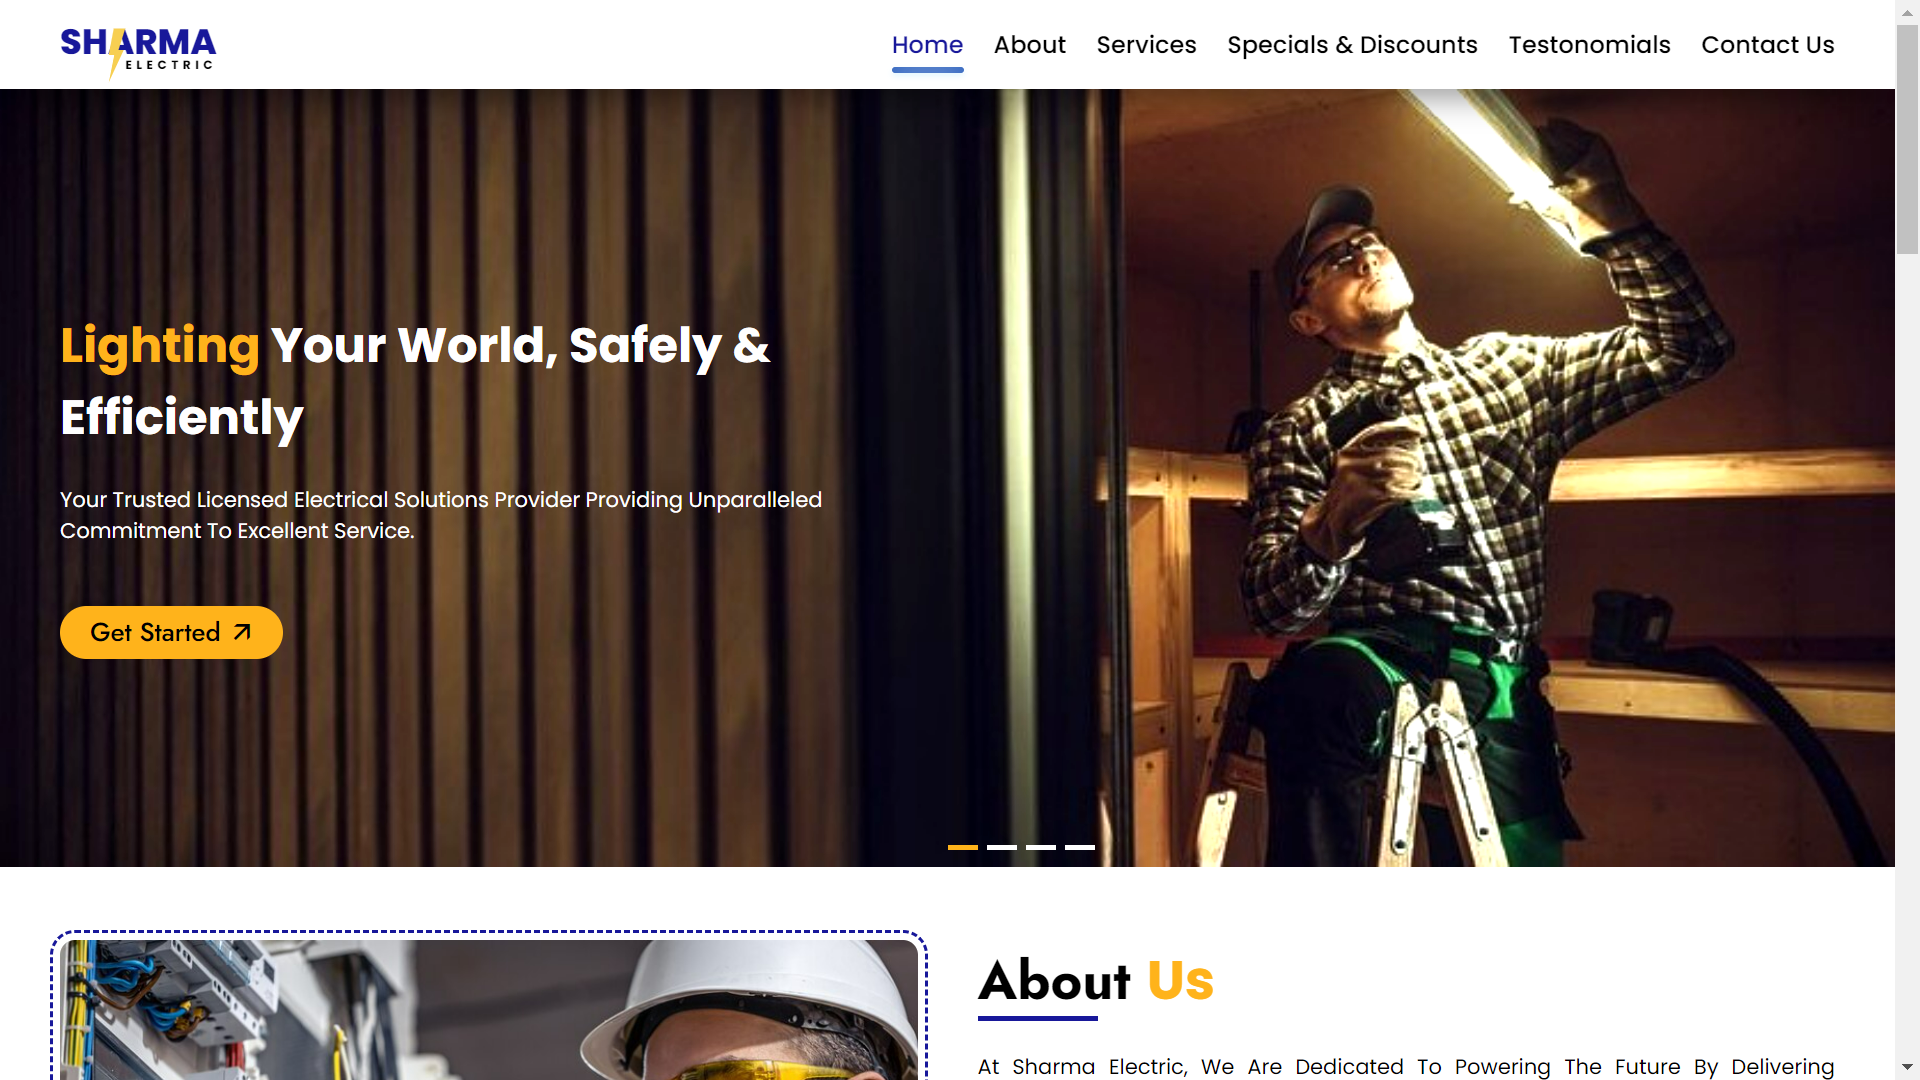 SHARMA
ELECTRIC
Home About Services Specials & Discounts Testonomials Contact Us
Lighting Your World, Safely &
Efficiently
Your Trusted Licensed Electrical Solutions Provider Providing Unparalleled
Commitment To Excellent Service.
Get Started
About Us
At Sharma Electric, We Are Dedicated To Powering The Future By Delivering